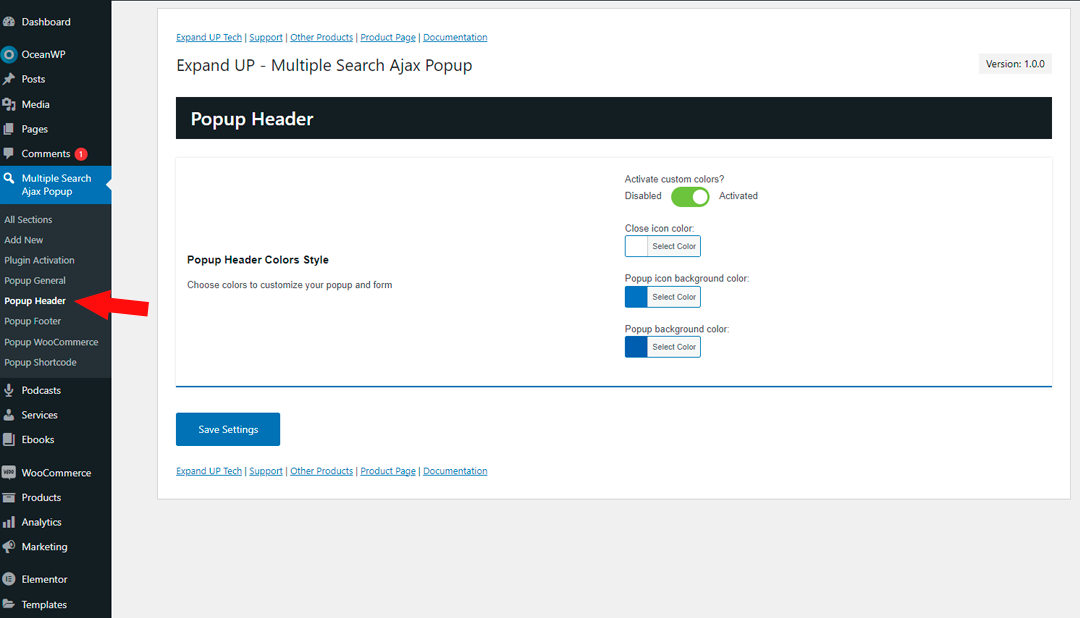 Dashboard
OceanWP
Posts
Media
Pages
Comments 1
Multiple Search
Ajax Popup
All Sections
Add New
Plugin Activation
Popup General
Popup Header
Popup Footer
Popup WooCommerce
Popup Shortcode
Podcasts
Services
Ebooks
WooCommerce
Products
Analytics
Marketing
Elementor
Templates
Expand UP Tech | Support | Other Products | Product Page | Documentation
Expand UP - Multiple Search Ajax Popup
Version: 1.0.0
Popup Header
Popup Header Colors Style
Choose colors to customize your popup and form
Activate custom colors?
Disabled Activated
Close icon color:
Select Color
Popup icon background color:
Select Color
Popup background color:
Select Color
Save Settings
Expand UP Tech | Support | Other Products | Product Page | Documentation